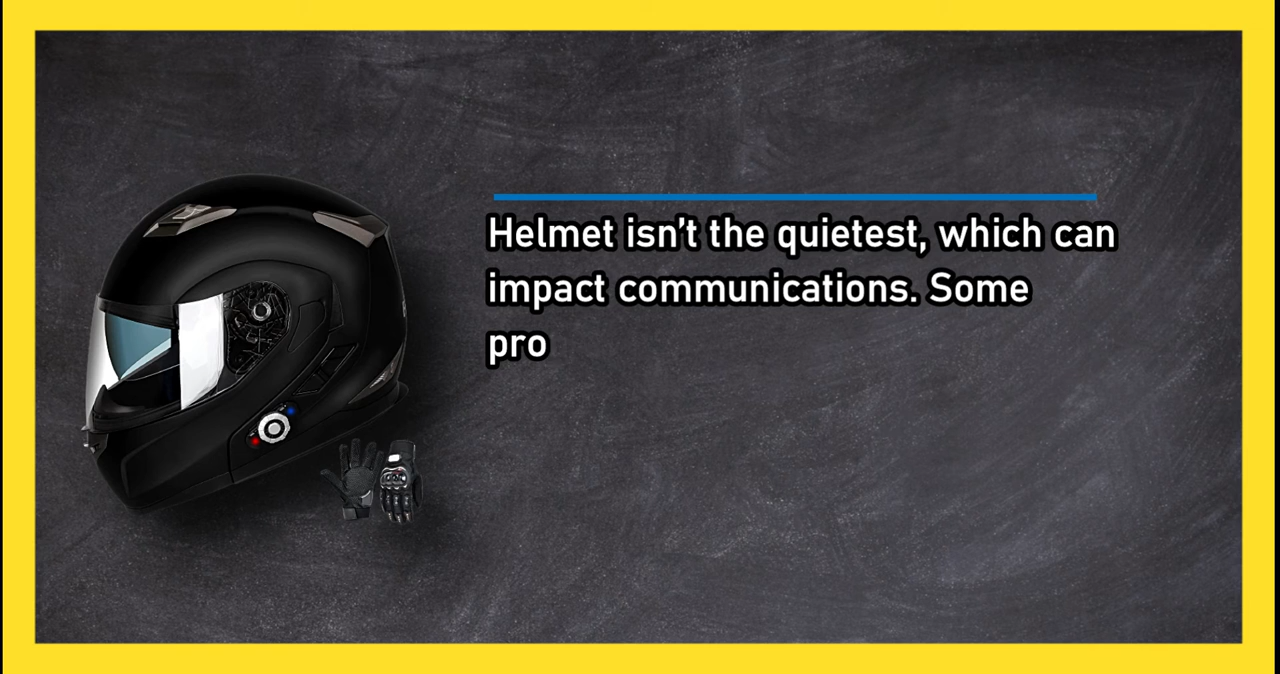 Helmet isn't the quietest, which can
impact communications. Some
pro